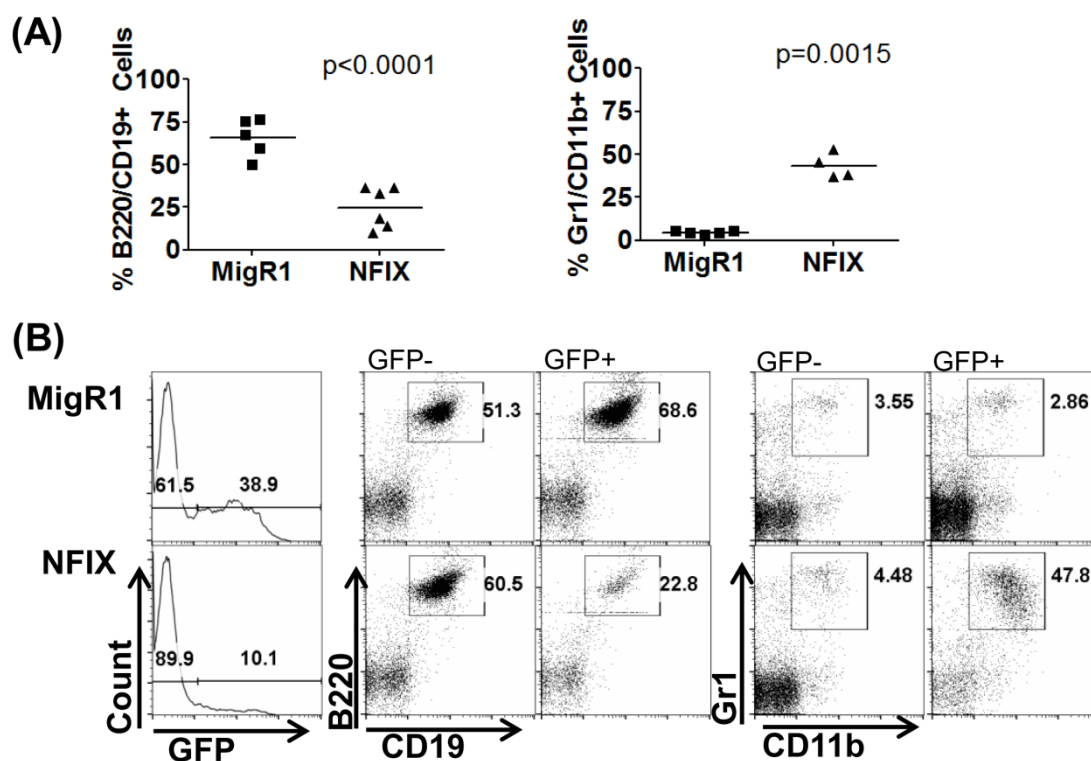 (A)
% B220/CD19+ Cells
p<0.0001
100
75
50
25
0
MigR1 NFIX
% Gr1/CD11b+ Cells
p=0.0015
100
75
50
25
0
MigR1 NFIX
(B)
GFP- GFP+ GFP- GFP+
MigR1
61.5 38.9
51.3
68.6
3.55
2.86
NFIX
89.9 10.1
60.5
22.8
4.48
47.8
Count
GFP
B220
CD19
Gr1
CD11b